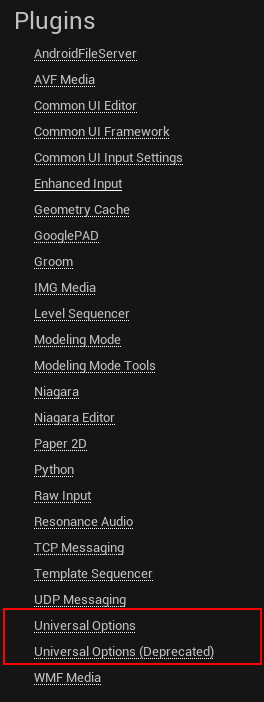 Plugins
AndroidFileServer
AVF Media
Common UI Editor
Common UI Framework
Common UI Input Settings
Enhanced Input
Geometry Cache
GooglePAD
Groom
IMG Media
Level Sequencer
Modeling Mode
Modeling Mode Tools
Niagara
Niagara Editor
Paper 2D
Python
Raw Input
Resonance Audio
TCP Messaging
Template Sequencer
UDP Messaging
Universal Options
Universal Options (Deprecated)
WMF Media